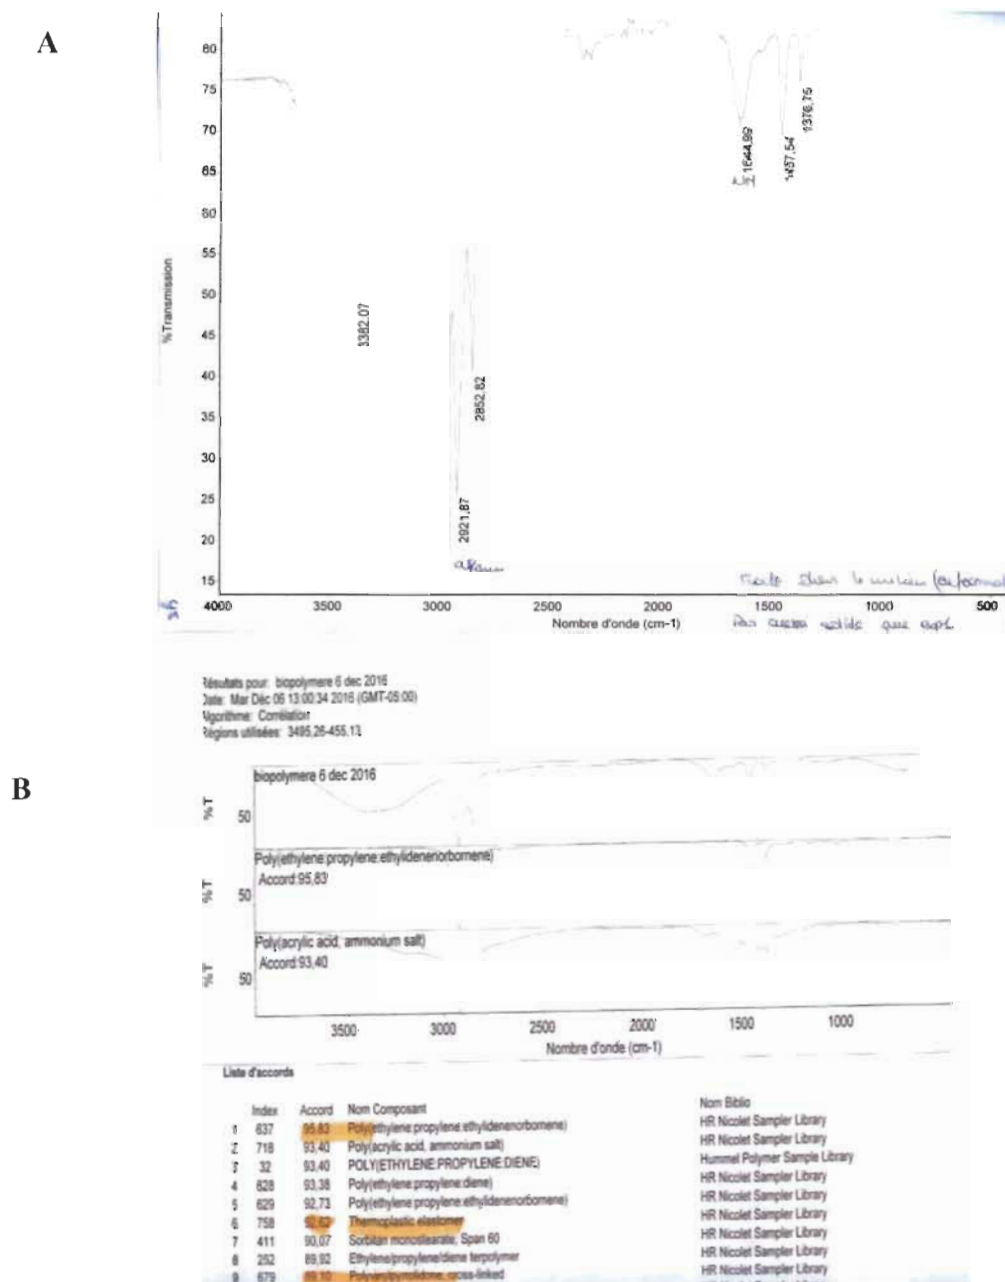 A
80
75
70
65
60
55
50
45
40
35
30
25
20
15
%Transmission
3382.07
2921,87
2852,82
1644,99
1457,54
1376,75
4000
3500
3000
2500
2000
1500
1000
500
Nombre d'onde (cm-1)
Résultats pour: biopolymere 6 dec 2016
Date: Mar Déc 06 13:00:34 2016 (GMT-05:00)
Algorithme: Corrélation
Régions utilisées: 3495,26-455,13
B
biopolymere 6 dec 2016
%T
50
Poly(ethylene:propylene:ethylidenenorbornene)
Accord:95,83
%T
50
Poly(acrylic acid, ammonium salt)
Accord:93,40
%T
50
3500
3000
2500
2000
1500
1000
Nombre d'onde (cm-1)
Liste d'accords
Index Accord Nom Composant Nom Biblio
1 637 95,83 Poly(ethylene:propylene:ethylidenenorbornene) HR Nicolet Sampler Library
2 718 93,40 Poly(acrylic acid, ammonium salt) HR Nicolet Sampler Library
3 32 93,40 POLY(ETHYLENE:PROPYLENE:DIENE) Hummel Polymer Sample Library
4 628 93,38 Poly(ethylene:propylene:diene) HR Nicolet Sampler Library
5 629 92,73 Poly(ethylene:propylene:ethylidenenorbornene) HR Nicolet Sampler Library
6 758 92,63 Thermoplastic elastomer HR Nicolet Sampler Library
7 411 90,07 Sorbitan monostearate, Span 60 HR Nicolet Sampler Library
8 252 89,92 Ethylene/propylene/diene terpolymer HR Nicolet Sampler Library
9 679 89,10 Polyvinylpyrrolidone, cross-linked HR Nicolet Sampler Library